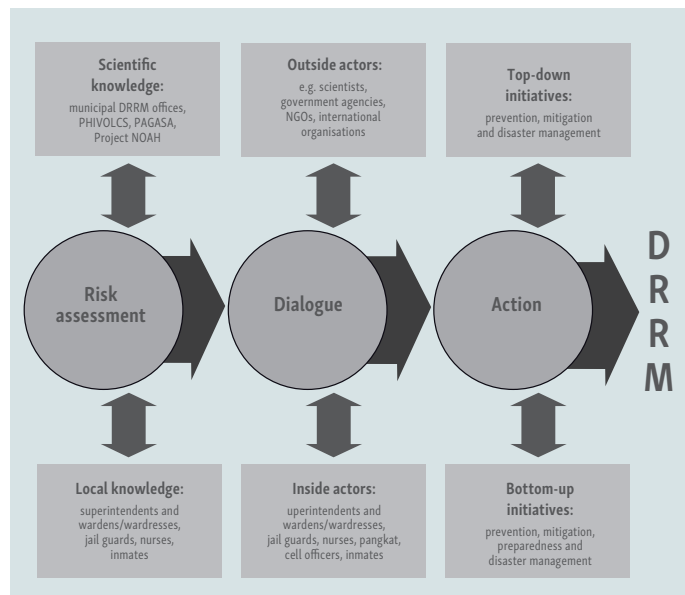 Scientific
knowledge:
municipal DRRM offices,
PHIVOLCS, PAGASA,
Project NOAH
Outside actors:
e.g. scientists,
government agencies,
NGOs, international
organisations
Top-down
initiatives:
prevention, mitigation
and disaster management
Risk
assessment
Dialogue
Action
D
R
R
M
Local knowledge:
superintendents and
wardens/wardresses,
jail guards, nurses,
inmates
Inside actors:
uperintendents and
wardens/wardresses,
jail guards, nurses, pangkat,
cell officers, inmates
Bottom-up
initiatives:
prevention, mitigation,
preparedness and
disaster management